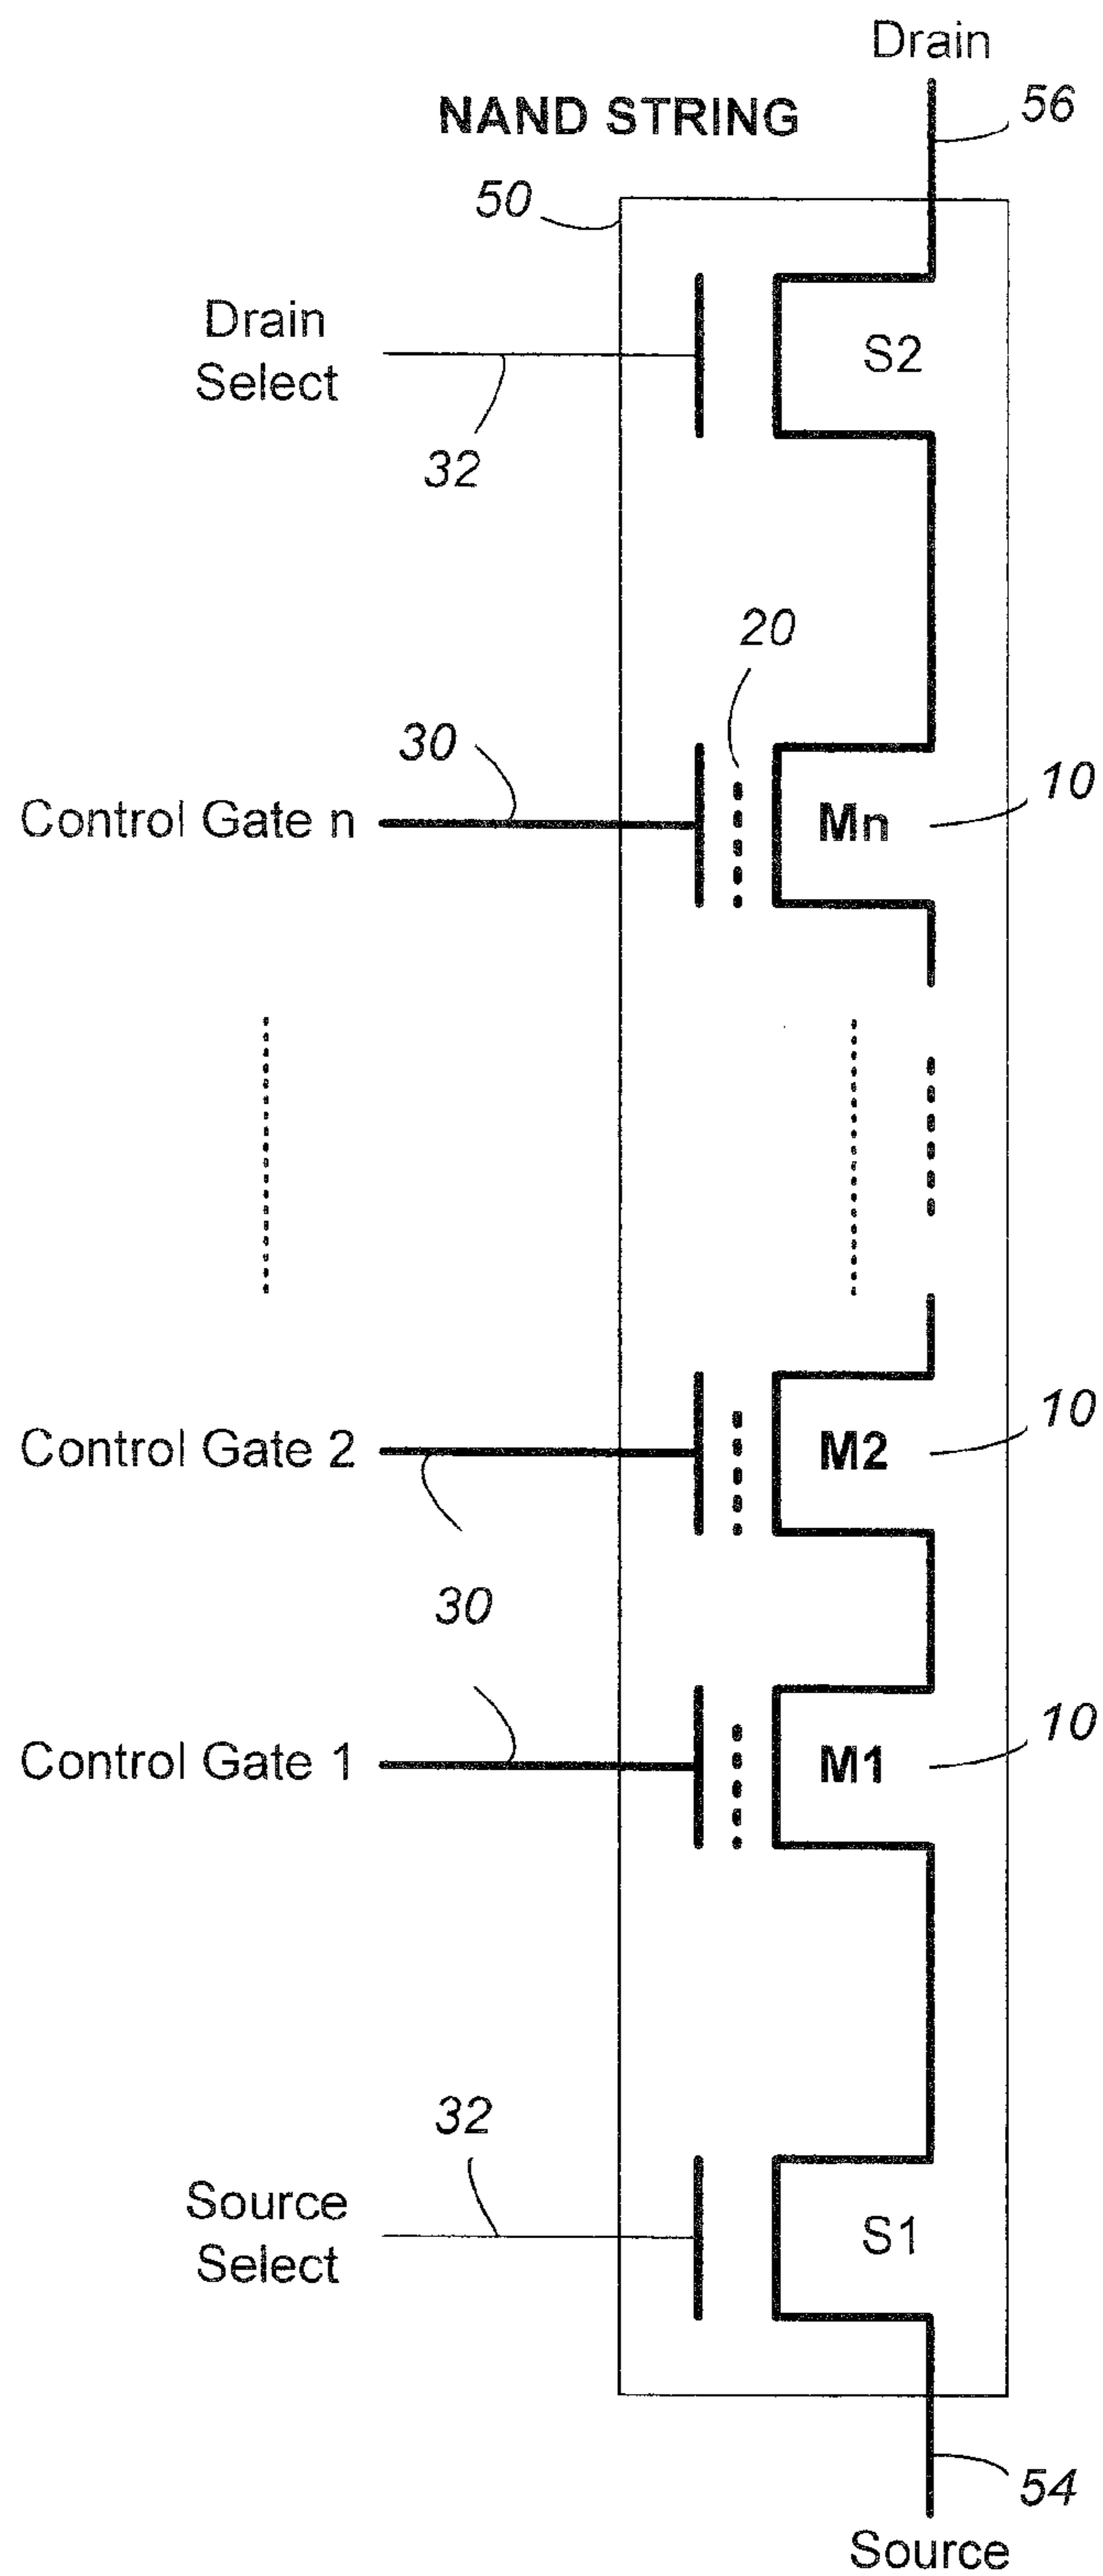 Drain
56
NAND STRING
50
Drain
Select
S2
32
20
30
10
Control Gate n
Mn
10
Control Gate 2
M2
30
10
Control Gate 1
M1
32
Source
Select
S1
54
Source